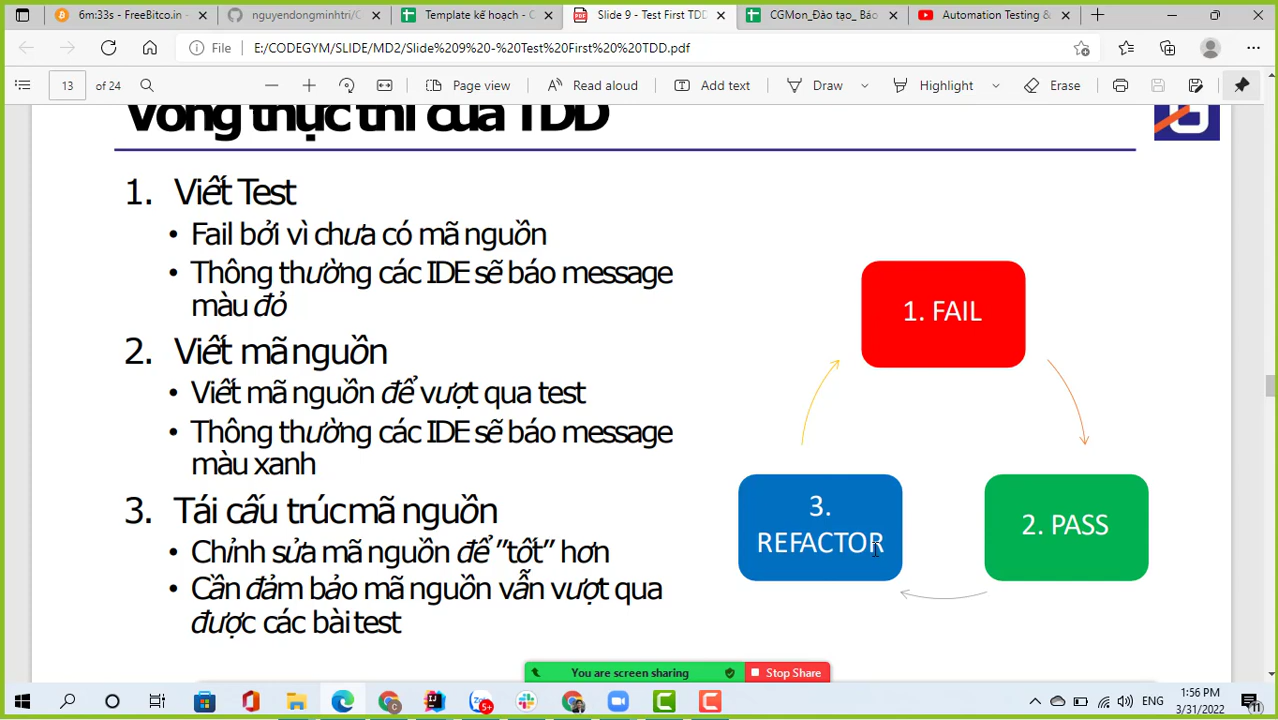 6m:33s - FreeBitco.in -
nguyendongminhtri/C
Template kế hoạch - C
Slide 9 - Test First TDD
CGMon_Đào tạo_ Báo
Automation Testing &
File
E:/CODEGYM/SLIDE/MD2/Slide%209%20-%20Test%20First%20%20TDD.pdf
13 of 24
Page view
Read aloud
Add text
Draw
Highlight
Erase
Vòng thực thi của TDD
1. Viết Test
• Fail bởi vì chưa có mã nguồn
• Thông thường các IDE sẽ báo message
màu đỏ
2. Viết mã nguồn
• Viết mã nguồn để vượt qua test
• Thông thường các IDE sẽ báo message
màu xanh
3. Tái cấu trúc mã nguồn
• Chỉnh sửa mã nguồn để ”tốt” hơn
• Cần đảm bảo mã nguồn vẫn vượt qua
được các bài test
1. FAIL
2. PASS
3.
REFACTOR
You are screen sharing
Stop Share
5+
ENG
1:56 PM
3/31/2022
11